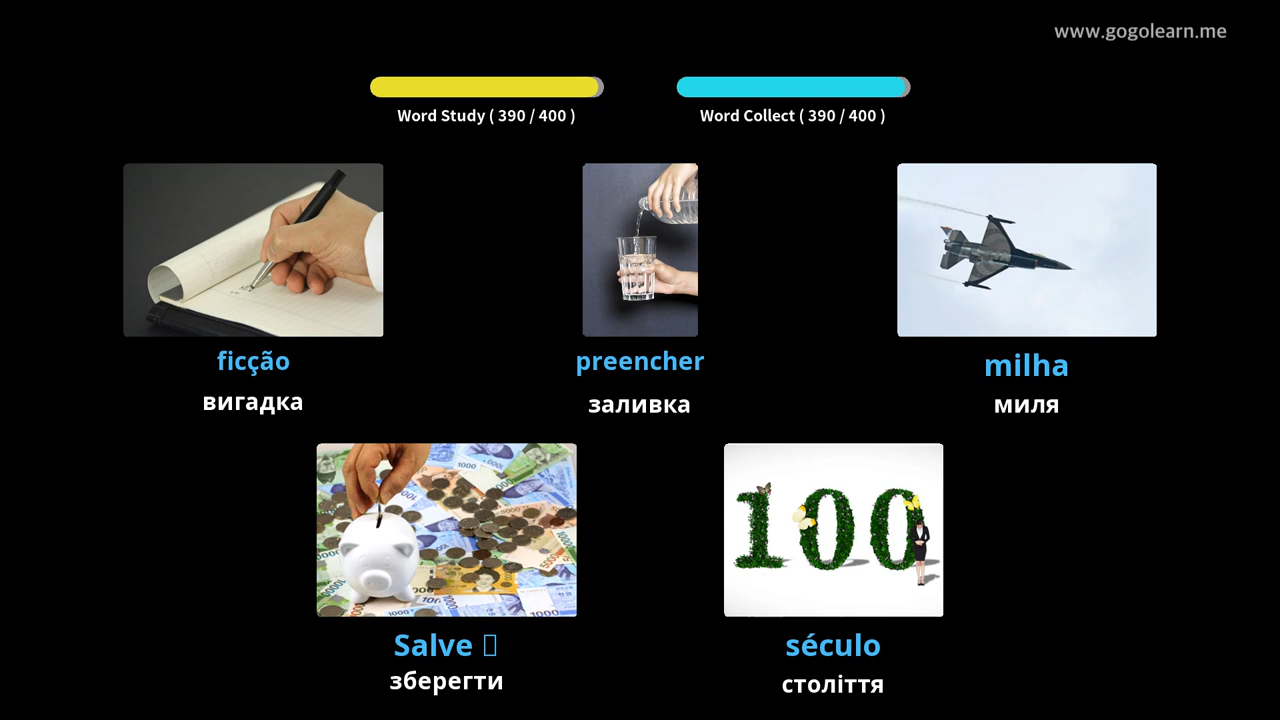 www.gogolearn.me
Word Study ( 390 / 400 )
Word Collect ( 390 / 400 )
ficção
вигадка
preencher
заливка
milha
миля
Salve
зберегти
século
століття